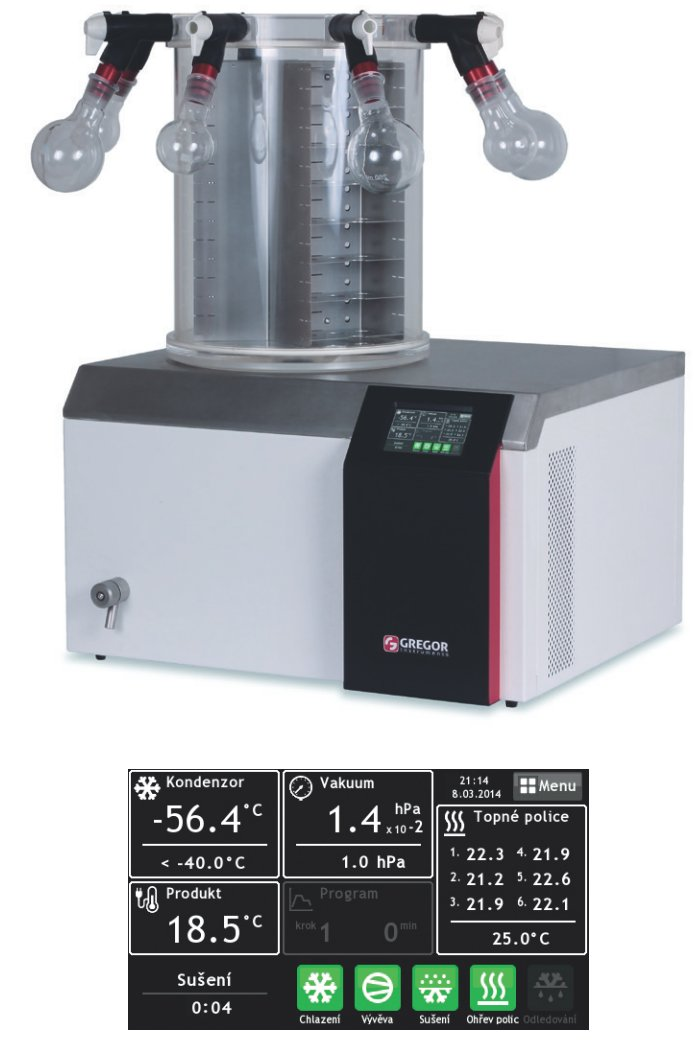 GREGOR
Instruments
Kondenzor
-56.4°C
< -40.0°C
Vakuum
1.4 hPa
x 10 -2
1.0 hPa
21:14
8.03.2014
Menu
Topné police
1. 22.3 4. 21.9
2. 21.2 5. 22.6
3. 21.9 6. 22.1
25.0°C
Produkt
18.5°C
Program
krok 1 0 min
Sušení
0:04
Chlazení
Vývěva
Sušení
Ohřev polic
Odledování